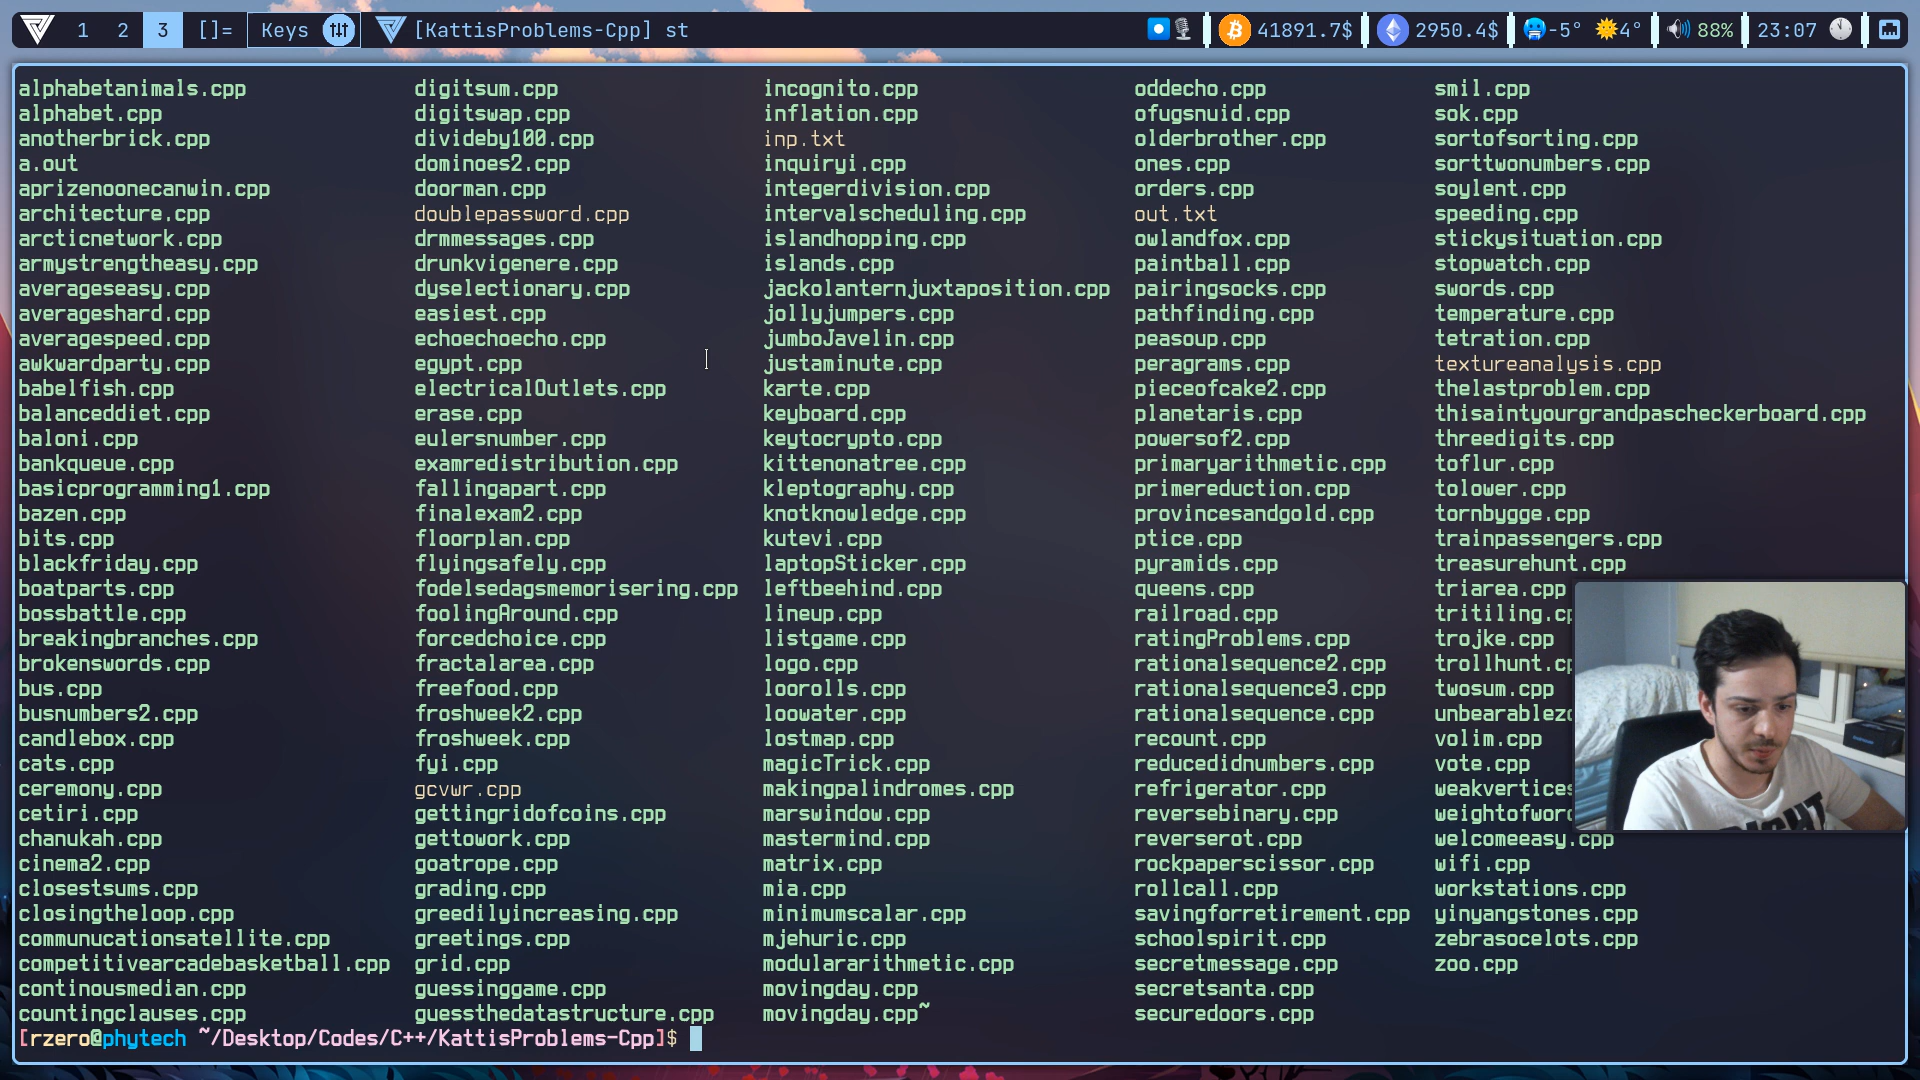 1 2 3 []= Keys [KattisProblems-Cpp] st 41891.7$ 2950.4$ -5° 4° 88% 23:07
alphabetanimals.cpp digitsum.cpp incognito.cpp oddecho.cpp smil.cpp
alphabet.cpp digitswap.cpp inflation.cpp ofugsnuid.cpp sok.cpp
anotherbrick.cpp divideby100.cpp inp.txt olderbrother.cpp sortofsorting.cpp
a.out dominoes2.cpp inquiryi.cpp ones.cpp sorttwonumbers.cpp
aprizenoonecanwin.cpp doorman.cpp integerdivision.cpp orders.cpp soylent.cpp
architecture.cpp doublepassword.cpp intervalscheduling.cpp out.txt speeding.cpp
arcticnetwork.cpp drmmessages.cpp islandhopping.cpp owlandfox.cpp stickysituation.cpp
armystrengtheasy.cpp drunkvigenere.cpp islands.cpp paintball.cpp stopwatch.cpp
averageseasy.cpp dyselectionary.cpp jackolanternjuxtaposition.cpp pairingsocks.cpp swords.cpp
averageshard.cpp easiest.cpp jollyjumpers.cpp pathfinding.cpp temperature.cpp
averagespeed.cpp echoechoecho.cpp jumboJavelin.cpp peasoup.cpp tetration.cpp
awkwardparty.cpp egypt.cpp justaminute.cpp peragrams.cpp textureanalysis.cpp
babelfish.cpp electricalOutlets.cpp karte.cpp pieceofcake2.cpp thelastproblem.cpp
balanceddiet.cpp erase.cpp keyboard.cpp planetaris.cpp thisaintyourgrandpascheckerboard.cpp
baloni.cpp eulersnumber.cpp keytocrypto.cpp powersof2.cpp threedigits.cpp
bankqueue.cpp examredistribution.cpp kittenonatree.cpp primaryarithmetic.cpp toflur.cpp
basicprogramming1.cpp fallingapart.cpp kleptography.cpp primereduction.cpp tolower.cpp
bazen.cpp finalexam2.cpp knotknowledge.cpp provincesandgold.cpp tornbygge.cpp
bits.cpp floorplan.cpp kutevi.cpp ptice.cpp trainpassengers.cpp
blackfriday.cpp flyingsafely.cpp laptopSticker.cpp pyramids.cpp treasurehunt.cpp
boatparts.cpp fodelsedagsmemorisering.cpp leftbeehind.cpp queens.cpp triarea.cpp
bossbattle.cpp foolingAround.cpp lineup.cpp railroad.cpp tritiling.c
breakingbranches.cpp forcedchoice.cpp listgame.cpp ratingProblems.cpp trojke.cpp
brokenswords.cpp fractalarea.cpp logo.cpp rationalsequence2.cpp trollhunt.cp
bus.cpp freefood.cpp loorolls.cpp rationalsequence3.cpp twosum.cpp
busnumbers2.cpp froshweek2.cpp loowater.cpp rationalsequence.cpp unbearablezo
candlebox.cpp froshweek.cpp lostmap.cpp recount.cpp volim.cpp
cats.cpp fyi.cpp magicTrick.cpp reducedidnumbers.cpp vote.cpp
ceremony.cpp gcvwr.cpp makingpalindromes.cpp refrigerator.cpp weakvertices
cetiri.cpp gettingridofcoins.cpp marswindow.cpp reversebinary.cpp weightofword
chanukah.cpp gettowork.cpp mastermind.cpp reverserot.cpp welcomeeasy.cpp
cinema2.cpp goatrope.cpp matrix.cpp rockpaperscissor.cpp wifi.cpp
closestsums.cpp grading.cpp mia.cpp rollcall.cpp workstations.cpp
closingtheloop.cpp greedilyincreasing.cpp minimumscalar.cpp savingforretirement.cpp yinyangstones.cpp
communucationsatellite.cpp greetings.cpp mjehuric.cpp schoolspirit.cpp zebrasocelots.cpp
competitivearcadebasketball.cpp grid.cpp modulararithmetic.cpp secretmessage.cpp zoo.cpp
continousmedian.cpp guessinggame.cpp movingday.cpp secretsanta.cpp
countingclauses.cpp guessthedatastructure.cpp movingday.cpp~ securedoors.cpp
[rzero@phytech ~/Desktop/Codes/C++/KattisProblems-Cpp]$